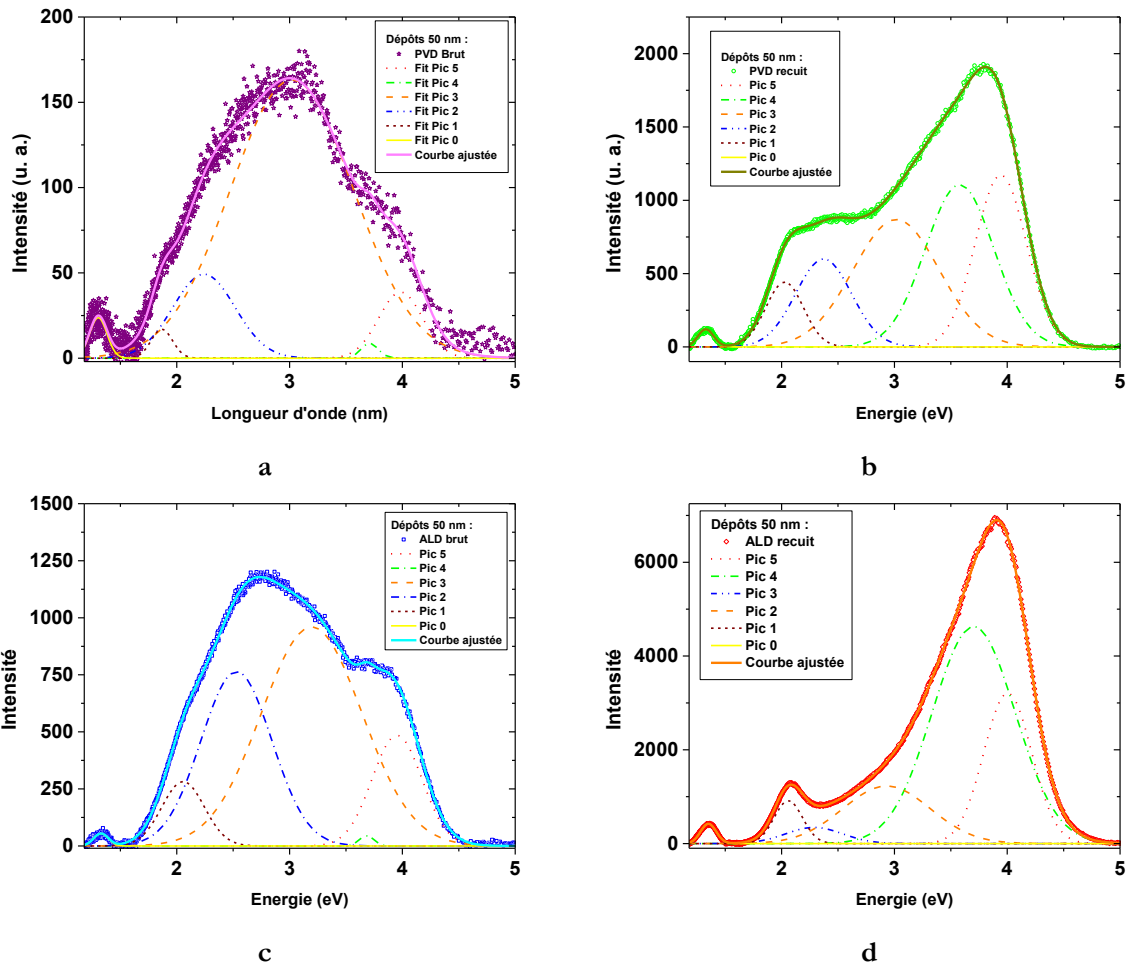 200
150
100
50
0
Intensité (u. a.)
Dépôts 50 nm :
PVD Brut
Fit Pic 5
Fit Pic 4
Fit Pic 3
Fit Pic 2
Fit Pic 1
Fit Pic 0
Courbe ajustée
2 3 4 5
Longueur d'onde (nm)
a
2000
1500
1000
500
0
Intensité (u. a.)
Dépôts 50 nm :
PVD recuit
Pic 5
Pic 4
Pic 3
Pic 2
Pic 1
Pic 0
Courbe ajustée
2 3 4 5
Energie (eV)
b
1500
1250
1000
750
500
250
0
Intensité
Dépôts 50 nm :
ALD brut
Pic 5
Pic 4
Pic 3
Pic 2
Pic 1
Pic 0
Courbe ajustée
2 3 4 5
Energie (eV)
c
6000
4000
2000
0
Intensité
Dépôts 50 nm :
ALD recuit
Pic 5
Pic 4
Pic 3
Pic 2
Pic 1
Pic 0
Courbe ajustée
2 3 4 5
Energie (eV)
d